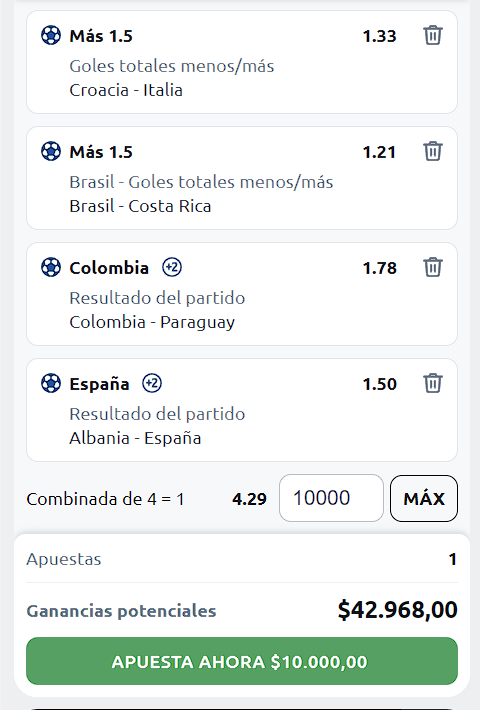 Más 1.5 1.33
Goles totales menos/más
Croacia - Italia
Más 1.5 1.21
Brasil - Goles totales menos/más
Brasil - Costa Rica
Colombia +2 1.78
Resultado del partido
Colombia - Paraguay
España +2 1.50
Resultado del partido
Albania - España
Combinada de 4 = 1 4.29 10000 MÁX
Apuestas 1
Ganancias potenciales $42.968,00
APUESTA AHORA $10.000,00